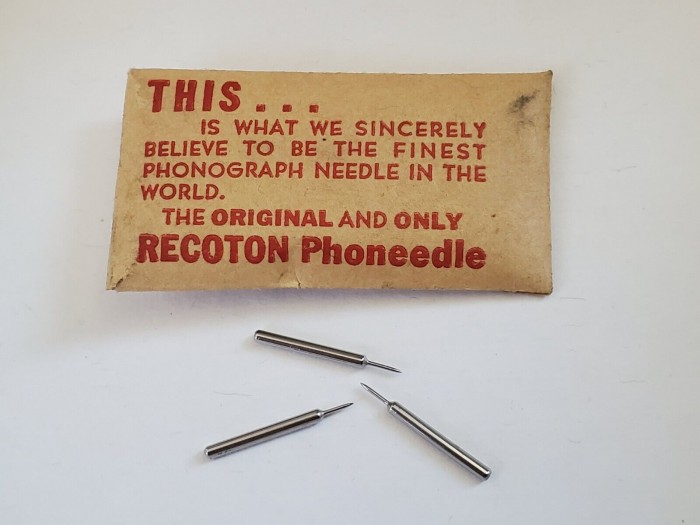 THIS...
IS WHAT WE SINCERELY
BELIEVE TO BE THE FINEST
PHONOGRAPH NEEDLE IN THE
WORLD.
THE ORIGINAL AND ONLY
RECOTON Phoneedle